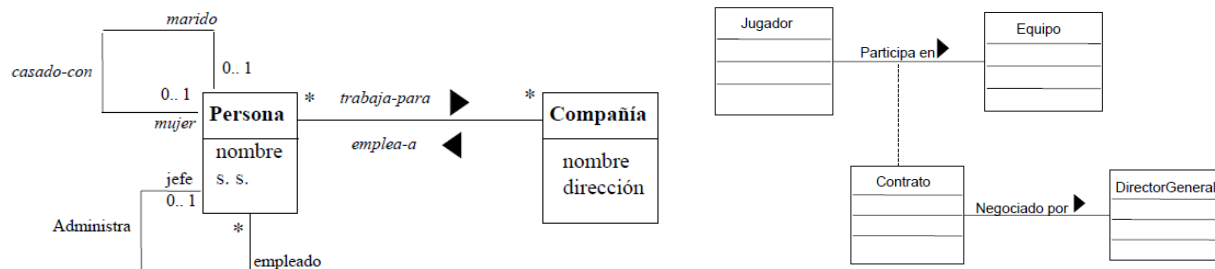 marido
casado-con
0.. 1
0.. 1
mujer
Persona
nombre
s. s.
jefe
0.. 1
Administra
*
empleado
*
trabaja-para
*
emplea-a
Compañía
nombre
dirección
Jugador
Participa en
Equipo
Contrato
Negociado por
DirectorGeneral